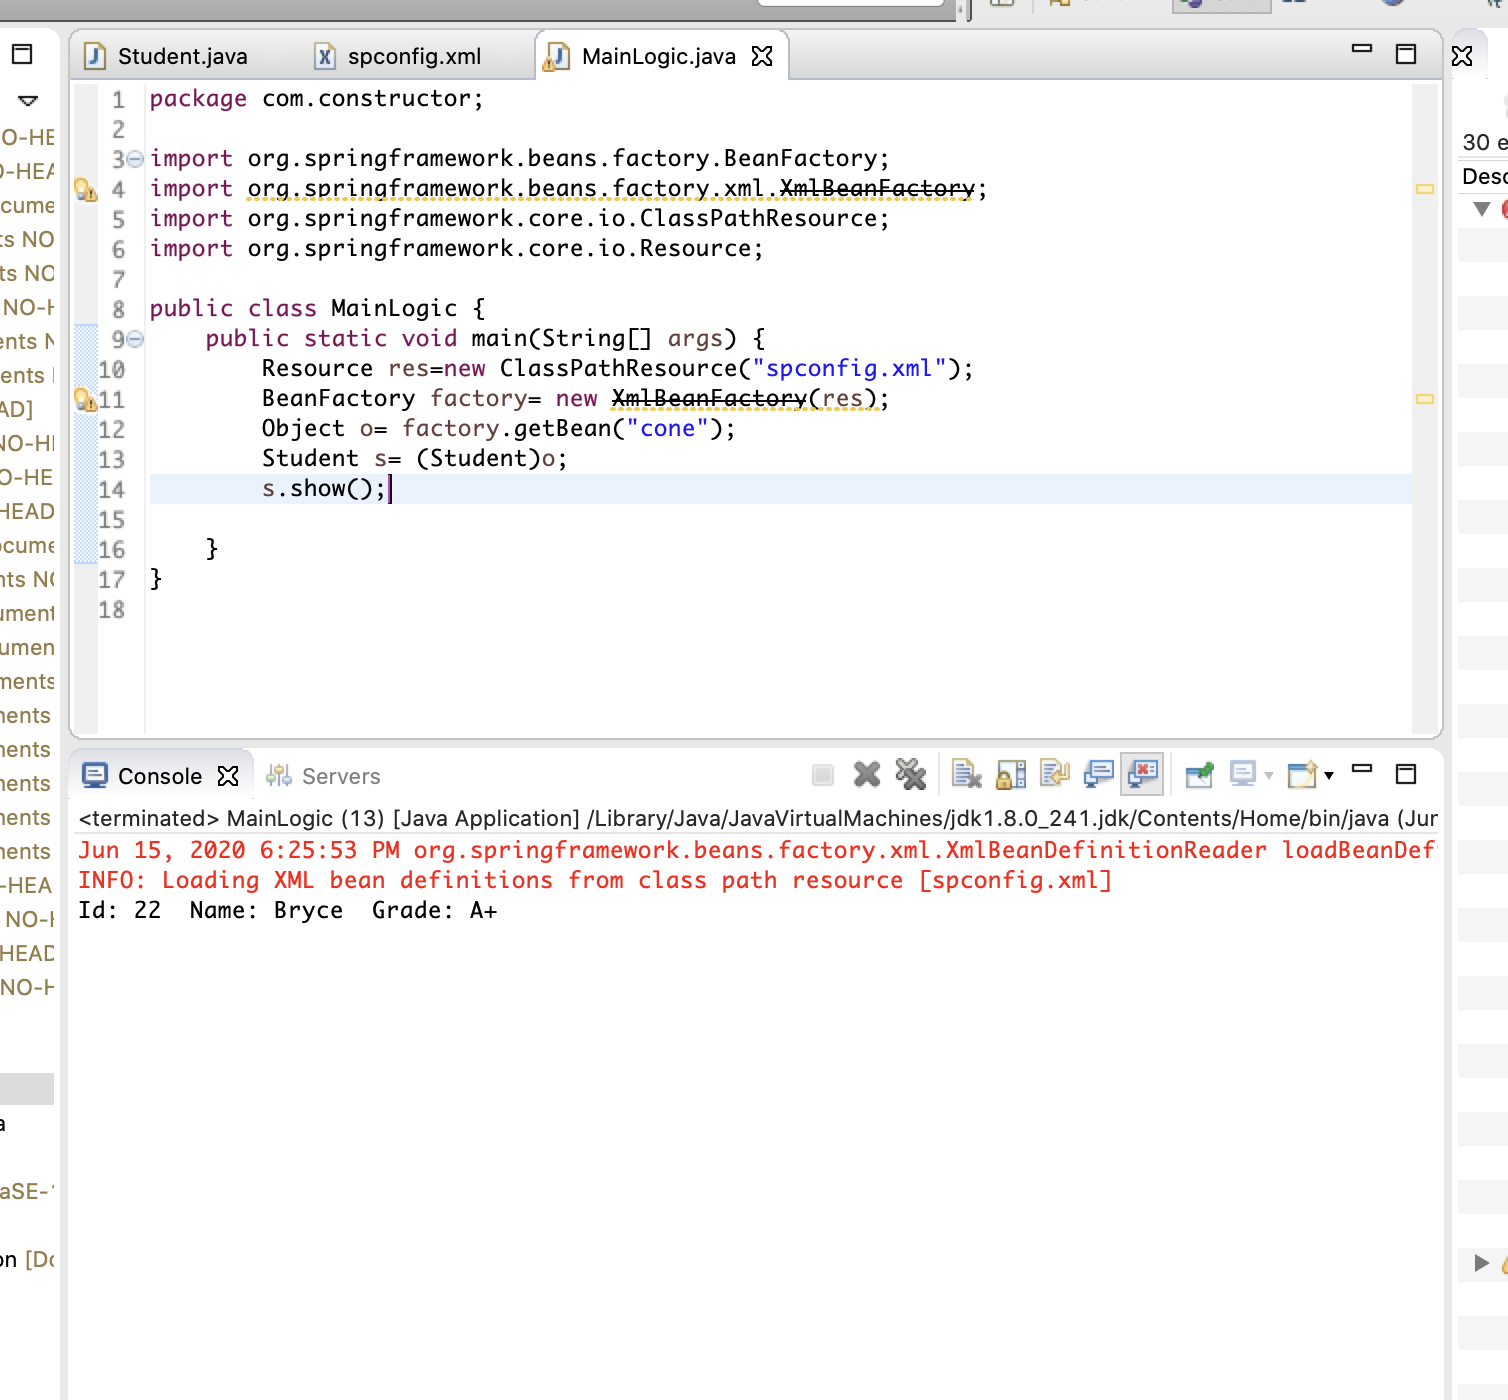 Student.java
spconfig.xml
MainLogic.java
1 package com.constructor;
2
3 import org.springframework.beans.factory.BeanFactory;
4 import org.springframework.beans.factory.xml.XmlBeanFactory;
5 import org.springframework.core.io.ClassPathResource;
6 import org.springframework.core.io.Resource;
7
8 public class MainLogic {
9 public static void main(String[] args) {
10 Resource res=new ClassPathResource("spconfig.xml");
11 BeanFactory factory= new XmlBeanFactory(res);
12 Object o= factory.getBean("cone");
13 Student s= (Student)o;
14 s.show();
15
16 }
17 }
18
Console
Servers
<terminated> MainLogic (13) [Java Application] /Library/Java/JavaVirtualMachines/jdk1.8.0_241.jdk/Contents/Home/bin/java (Jun
Jun 15, 2020 6:25:53 PM org.springframework.beans.factory.xml.XmlBeanDefinitionReader loadBeanDef
INFO: Loading XML bean definitions from class path resource [spconfig.xml]
Id: 22 Name: Bryce Grade: A+
O-HE
O-HEA
cume
ts NO
ts NO
NO-H
ents N
ents
AD]
NO-HE
O-HE
HEAD
ocume
nts NO
ument
umen
ments
nents
nents
nents
nents
nents
-HEA
NO-H
HEAD
NO-H
a
aSE-1
on [Do
30 e
Desc